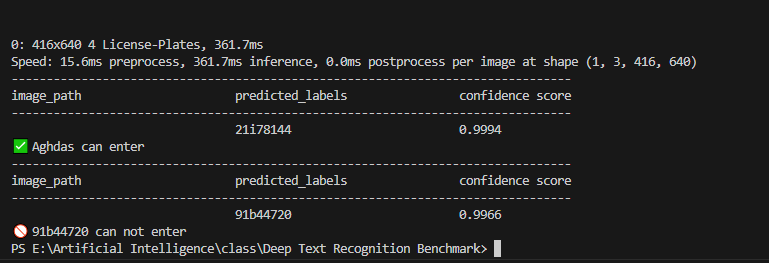 0: 416x640 4 License-Plates, 361.7ms
Speed: 15.6ms preprocess, 361.7ms inference, 0.0ms postprocess per image at shape (1, 3, 416, 640)
--------------------------------------------------------------------------------
image_path                      predicted_labels                confidence score
--------------------------------------------------------------------------------
                                21i78144                        0.9994
✅ Aghdas can enter
--------------------------------------------------------------------------------
image_path                      predicted_labels                confidence score
--------------------------------------------------------------------------------
                                91b44720                        0.9966
🚫 91b44720 can not enter
PS E:\Artificial Intelligence\class\Deep Text Recognition Benchmark>